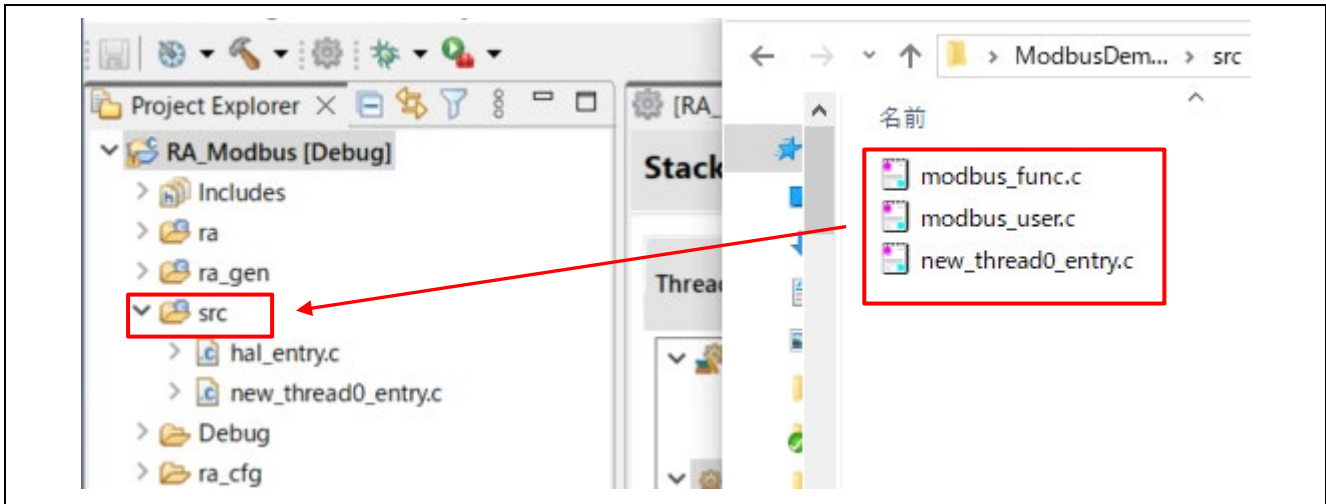 Project Explorer
RA_Modbus [Debug]
Includes
ra
ra_gen
src
hal_entry.c
new_thread0_entry.c
Debug
ra_cfg
[RA_
Stack
Threa
ModbusDem... > src
名前
modbus_func.c
modbus_user.c
new_thread0_entry.c